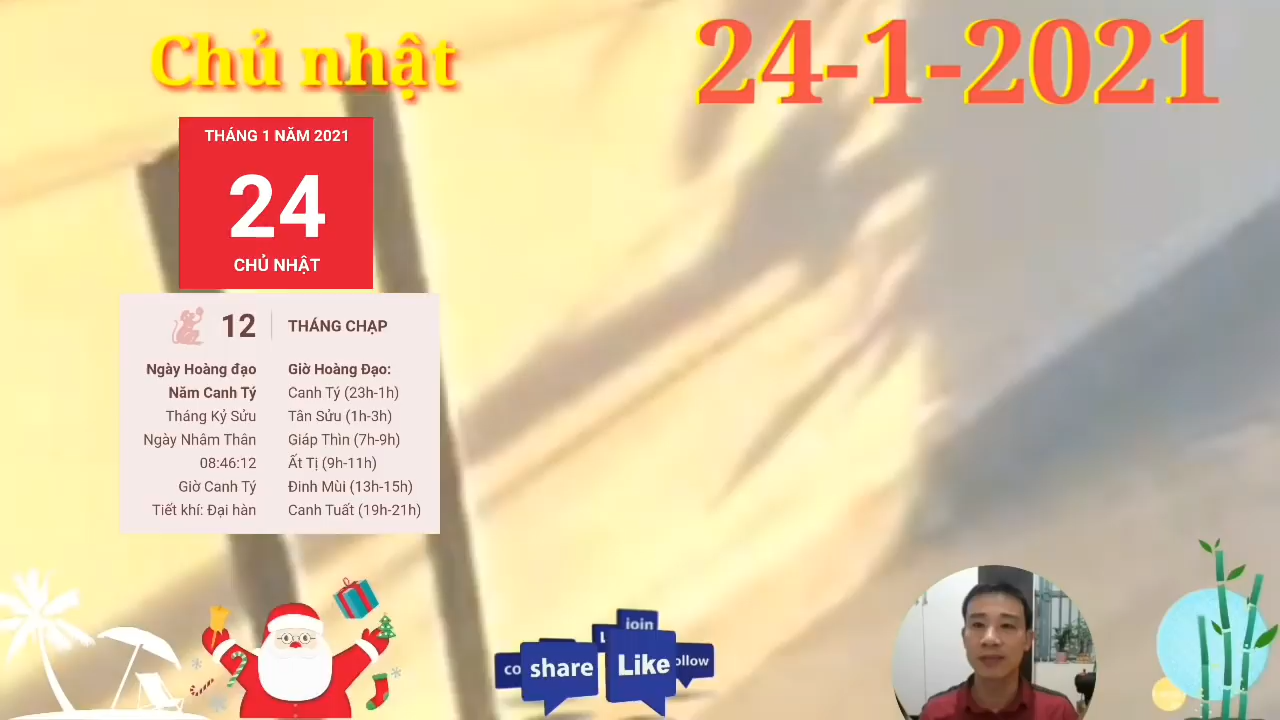 Chủ nhật
24-1-2021
THÁNG 1 NĂM 2021
24
CHỦ NHẬT
12
THÁNG CHẠP
Ngày Hoàng đạo
Năm Canh Tý
Tháng Kỷ Sửu
Ngày Nhâm Thân
08:46:12
Giờ Canh Tý
Tiết khí: Đại hàn
Giờ Hoàng Đạo:
Canh Tý (23h-1h)
Tân Sửu (1h-3h)
Giáp Thìn (7h-9h)
Ất Tị (9h-11h)
Đinh Mùi (13h-15h)
Canh Tuất (19h-21h)
join
co
share
Like
ollow